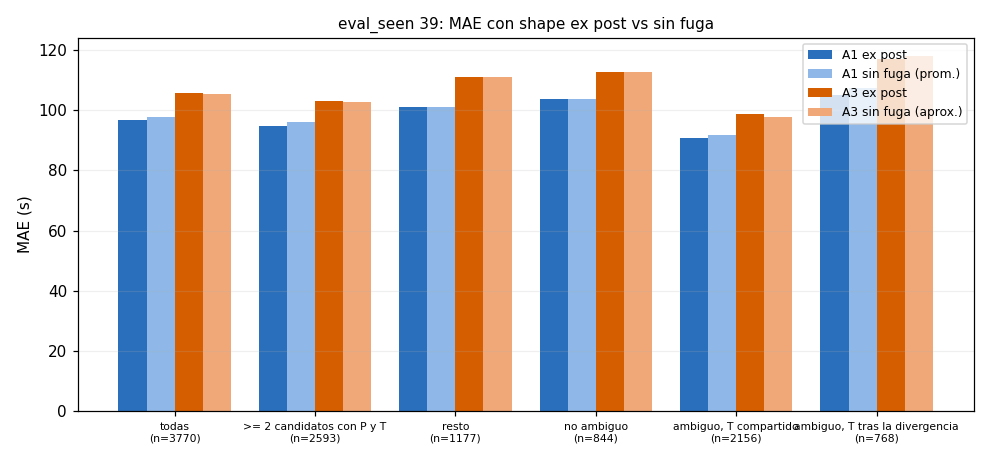 eval_seen 39: MAE con shape ex post vs sin fuga
A1 ex post
A1 sin fuga (prom.)
A3 ex post
A3 sin fuga (aprox.)
MAE (s)
120
100
80
60
40
20
0
todas
(n=3770)
>= 2 candidatos con P y T
(n=2593)
resto
(n=1177)
no ambiguo
(n=844)
ambiguo, T compartido
(n=2156)
ambiguo, T tras la divergencia
(n=768)